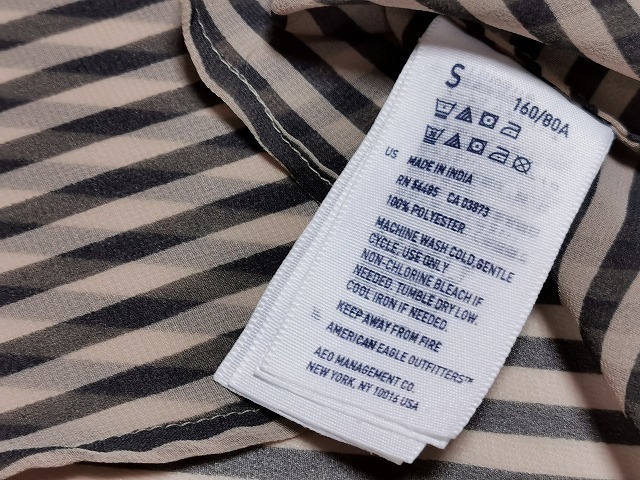 S
160/80A
US MADE IN INDIA
RN 54485 CA 03873
100% POLYESTER
MACHINE WASH COLD, GENTLE
CYCLE, USE ONLY
NON-CHLORINE BLEACH IF
NEEDED. TUMBLE DRY LOW.
COOL IRON IF NEEDED.
KEEP AWAY FROM FIRE
AMERICAN EAGLE OUTFITTERS™
AEO MANAGEMENT CO.
NEW YORK, NY 10016 USA